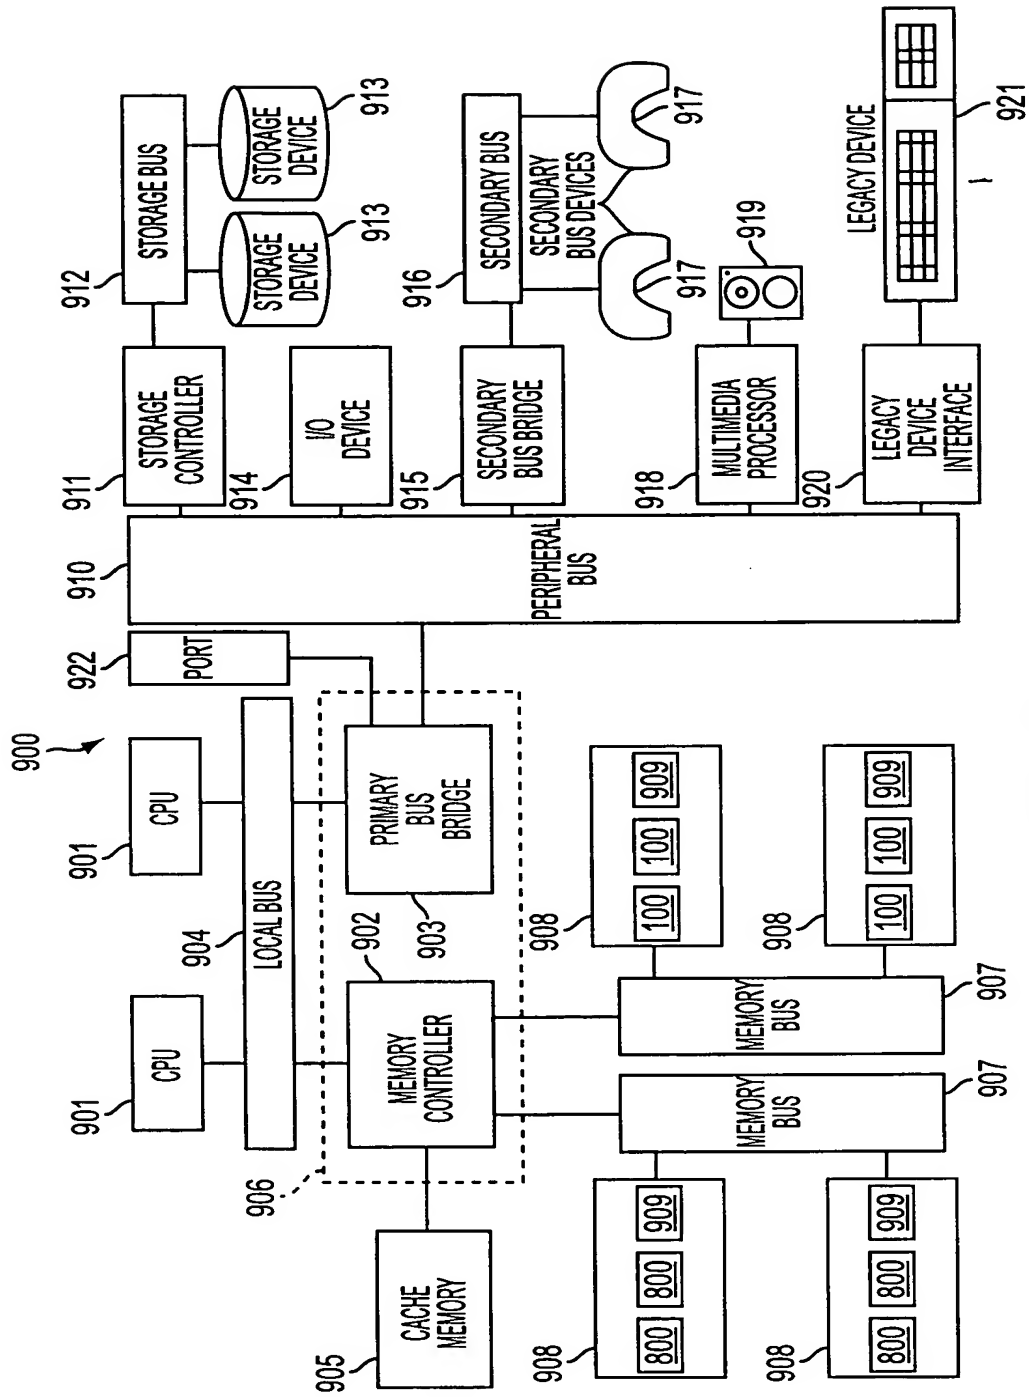 900
901
CPU
901
CPU
922
PORT
904
LOCAL BUS
906
902
MEMORY
CONTROLLER
903
PRIMARY
BUS
BRIDGE
905
CACHE
MEMORY
907
MEMORY
BUS
907
MEMORY
BUS
908
800
800
909
908
800
800
909
908
100
100
909
908
100
100
909
910
PERIPHERAL
BUS
911
STORAGE
CONTROLLER
912
STORAGE BUS
STORAGE
DEVICE
913
STORAGE
DEVICE
913
914
I/O
DEVICE
915
SECONDARY
BUS BRIDGE
916
SECONDARY BUS
SECONDARY
BUS DEVICES
917
917
918
MULTIMEDIA
PROCESSOR
919
920
LEGACY
DEVICE
INTERFACE
LEGACY DEVICE
921